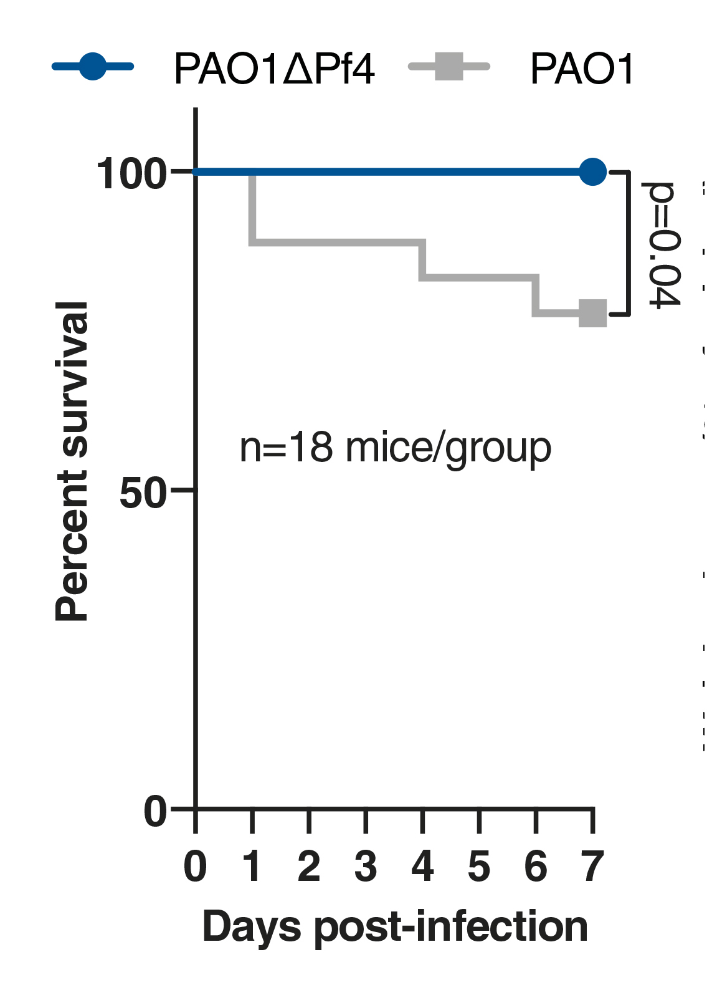 PAO1ΔPf4 PAO1
100
50
0
Percent survival
p=0.04
n=18 mice/group
0 1 2 3 4 5 6 7
Days post-infection